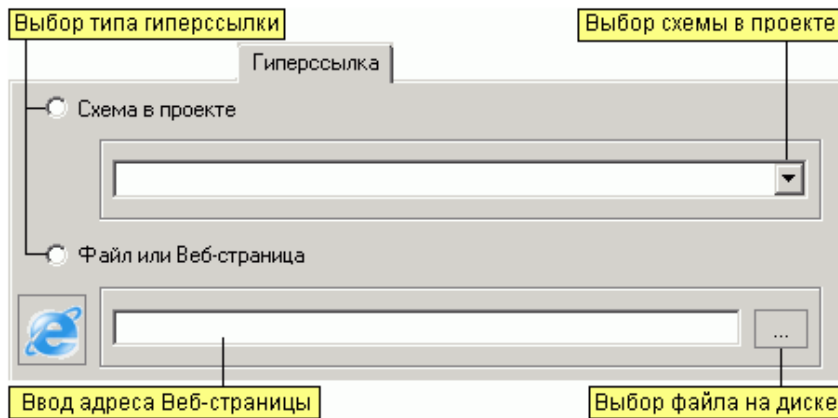 Выбор типа гиперссылки
Выбор схемы в проекте
Гиперссылка
Схема в проекте
Файл или Веб-страница
...
Ввод адреса Веб-страницы
Выбор файла на диске